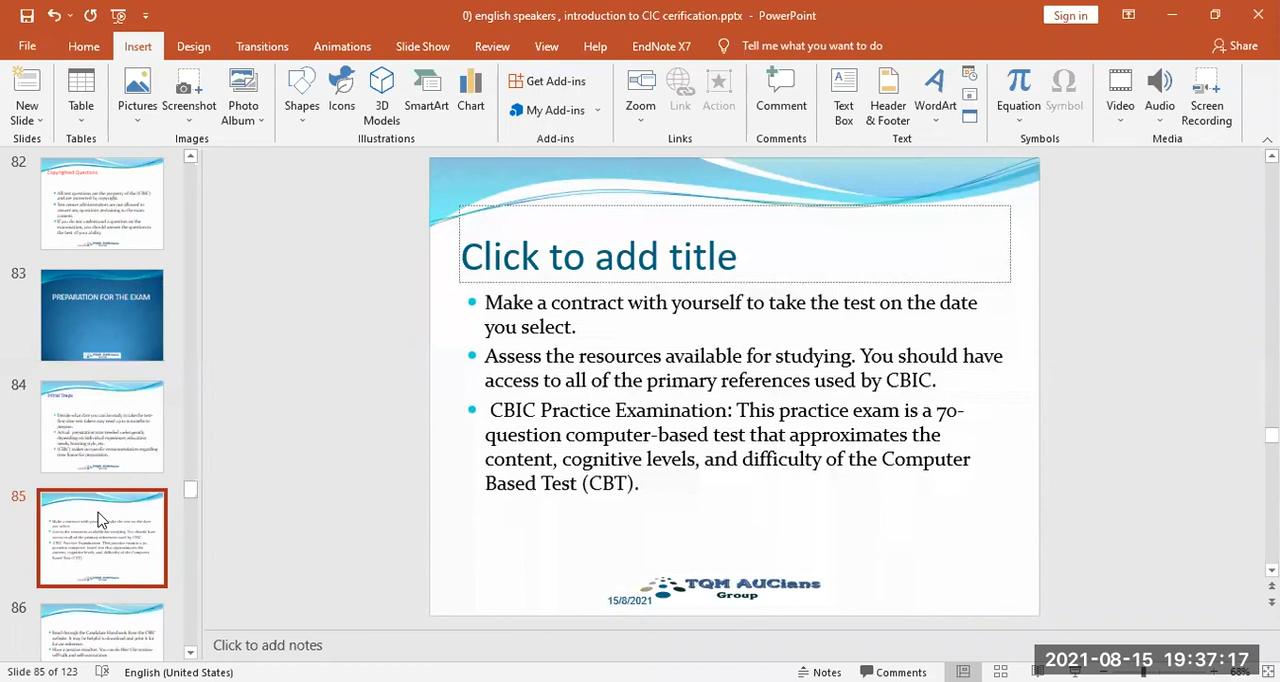 0) english speakers , introduction to CIC cerification.pptx - PowerPoint
Sign in
File Home Insert Design Transitions Animations Slide Show Review View Help EndNote X7 Tell me what you want to do Share
New Slide
Slides
Table
Tables
Pictures
Screenshot
Photo Album
Images
Shapes
Icons
3D Models
SmartArt
Chart
Illustrations
Get Add-ins
My Add-ins
Add-ins
Zoom
Link
Action
Links
Comment
Comments
Text Box
Header & Footer
WordArt
Text
Equation
Symbol
Symbols
Video
Audio
Screen Recording
Media
82
Copyrighted Questions
83
PREPARATION FOR THE EXAM
84
Initial Steps
85
86
Click to add title
Make a contract with yourself to take the test on the date
you select.
Assess the resources available for studying. You should have
access to all of the primary references used by CBIC.
CBIC Practice Examination: This practice exam is a 70-
question computer-based test that approximates the
content, cognitive levels, and difficulty of the Computer
Based Test (CBT).
15/8/2021
TQM AUCians
Group
Click to add notes
Slide 85 of 123
English (United States)
Notes
Comments
2021-08-15 19:37:17
68%